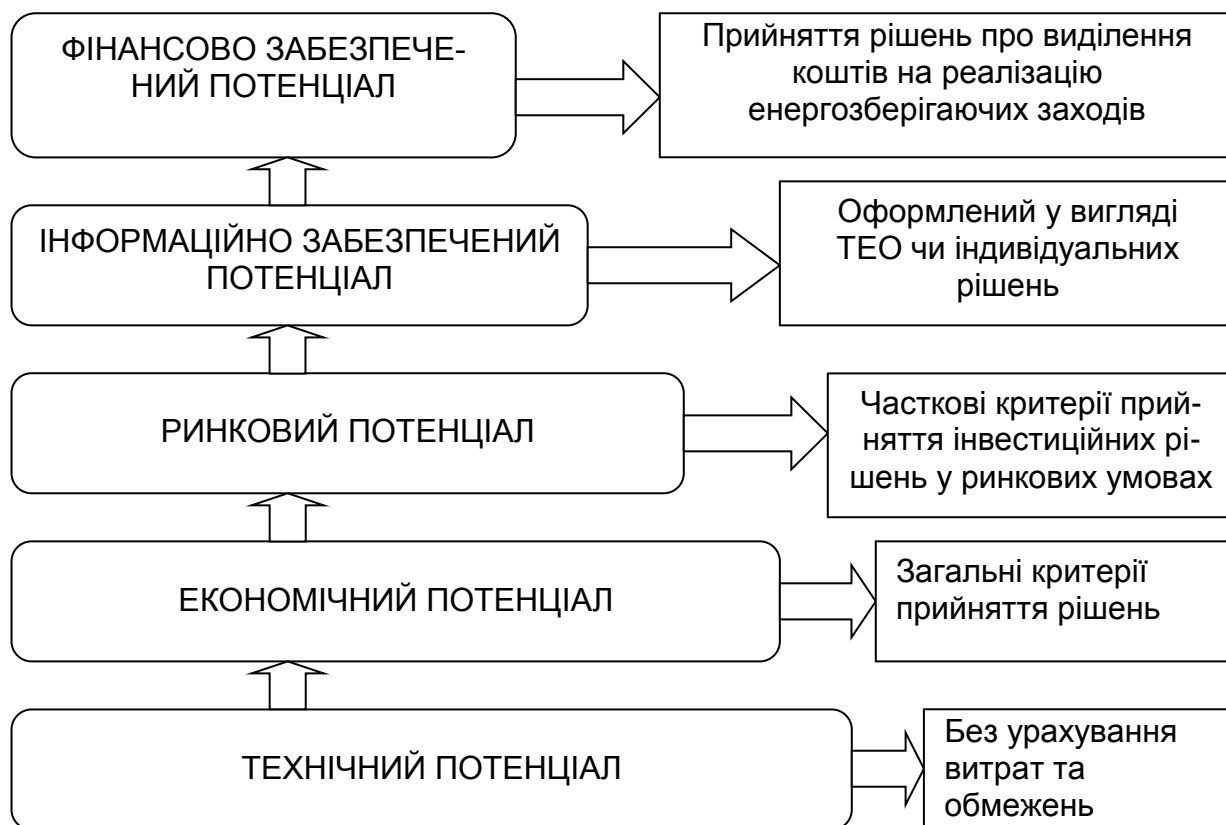 ФІНАНСОВО ЗАБЕЗПЕЧЕ-
НИЙ ПОТЕНЦІАЛ
Прийняття рішень про виділення
коштів на реалізацію
енергозберігаючих заходів
ІНФОРМАЦІЙНО ЗАБЕЗПЕЧЕНИЙ
ПОТЕНЦІАЛ
Оформлений у вигляді
ТЕО чи індивідуальних
рішень
РИНКОВИЙ ПОТЕНЦІАЛ
Часткові критерії прий-
няття інвестиційних рі-
шень у ринкових умовах
ЕКОНОМІЧНИЙ ПОТЕНЦІАЛ
Загальні критерії
прийняття рішень
ТЕХНІЧНИЙ ПОТЕНЦІАЛ
Без урахування
витрат та
обмежень